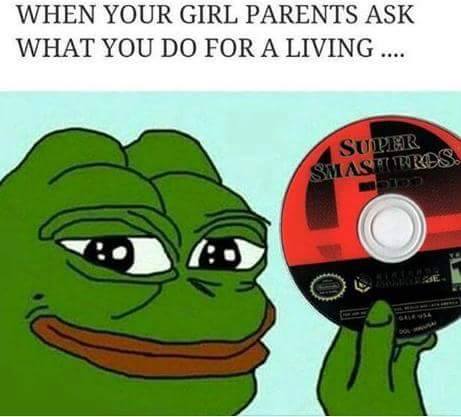 WHEN YOUR GIRL PARENTS ASK
WHAT YOU DO FOR A LIVING ....
SUPER
SMASH BROS.